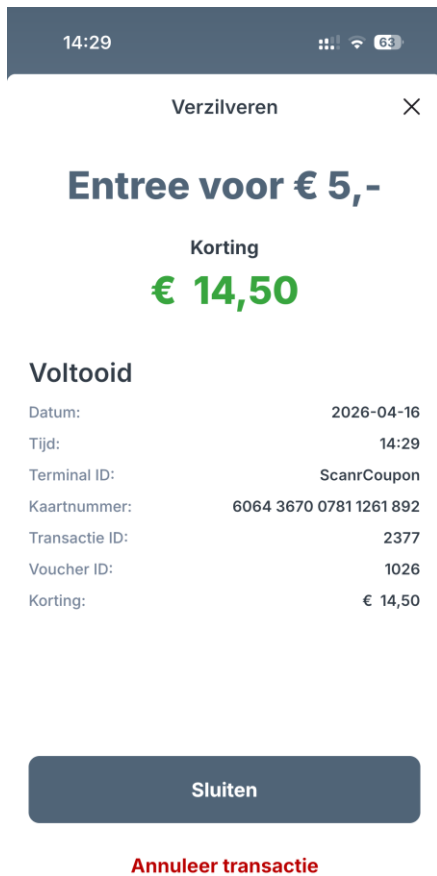 14:29
63
Verzilveren
Entree voor € 5,-
Korting
€ 14,50
Voltooid
Datum: 2026-04-16
Tijd: 14:29
Terminal ID: ScanrCoupon
Kaartnummer: 6064 3670 0781 1261 892
Transactie ID: 2377
Voucher ID: 1026
Korting: € 14,50
Sluiten
Annuleer transactie